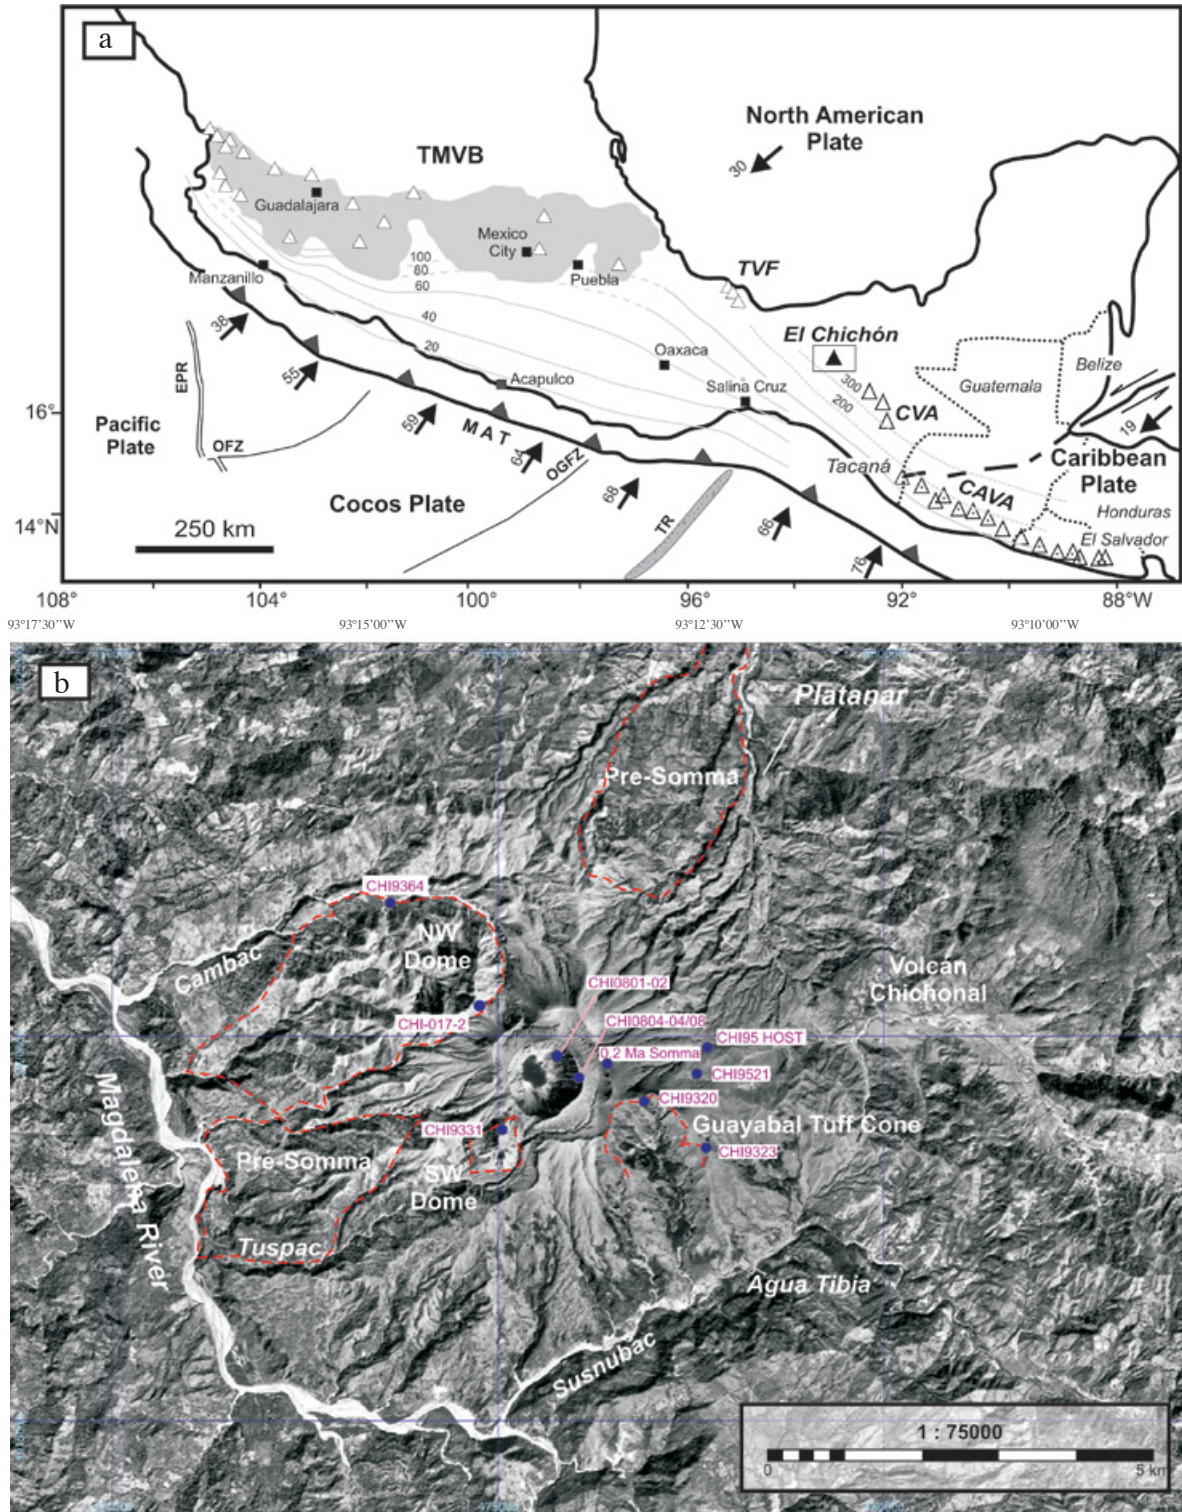 a
North American
Plate
30
TMVB
Guadalajara
Mexico
City
Puebla
100
80
60
40
20
Manzanillo
TVF
El Chichón
Oaxaca
Salina Cruz
Acapulco
300
200
CVA
Guatemala
Belize
19
38
55
59
64
68
66
76
EPR
16°
Pacific
Plate
OFZ
MAT
OGFZ
Tacaná
Caribbean
Plate
CAVA
Cocos Plate
TR
Honduras
El Salvador
14°N
250 km
108°
104°
100°
96°
92°
88°W
93°17'30''W
93°15'00''W
93°12'30''W
93°10'00''W
b
Platanar
Pre-Somma
CHI9364
NW
Dome
Cambac
Volcán
Chichonal
CHI0801-02
CHI-017-2
CHI0804-04/08
CHI95 HOST
0.2 Ma Somma
CHI9521
CHI9320
Magdalena River
CHI9331
Guayabal Tuff Cone
CHI9323
Pre-Somma
SW
Dome
Tuspac
Agua Tibia
Susnubac
1 : 75000
0
5 km